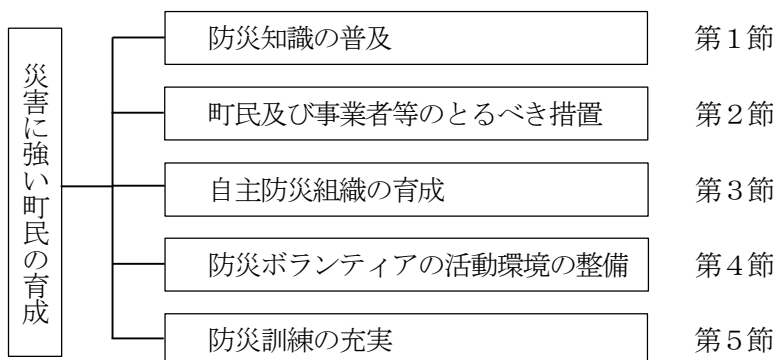 災害に強い町民の育成
防災知識の普及 第１節
町民及び事業者等のとるべき措置 第２節
自主防災組織の育成 第３節
防災ボランティアの活動環境の整備 第４節
防災訓練の充実 第５節